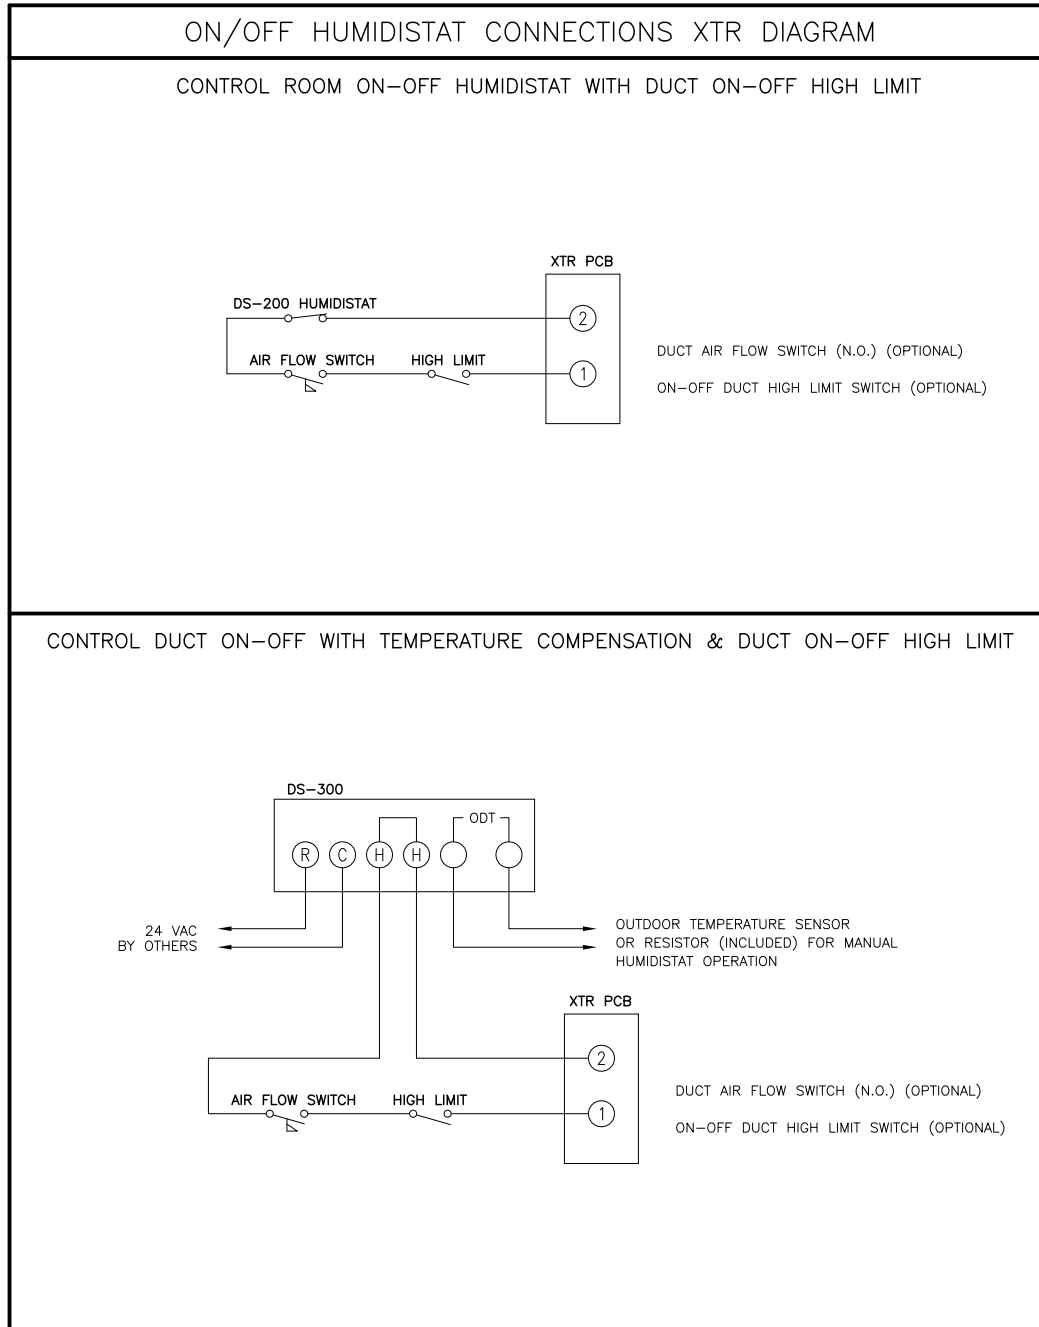 ON/OFF HUMIDISTAT CONNECTIONS XTR DIAGRAM
CONTROL ROOM ON-OFF HUMIDISTAT WITH DUCT ON-OFF HIGH LIMIT
XTR PCB
DS-200 HUMIDISTAT
2
AIR FLOW SWITCH
HIGH LIMIT
1
DUCT AIR FLOW SWITCH (N.O.) (OPTIONAL)
ON-OFF DUCT HIGH LIMIT SWITCH (OPTIONAL)
CONTROL DUCT ON-OFF WITH TEMPERATURE COMPENSATION & DUCT ON-OFF HIGH LIMIT
DS-300
ODT
R C H H
24 VAC
BY OTHERS
OUTDOOR TEMPERATURE SENSOR
OR RESISTOR (INCLUDED) FOR MANUAL
HUMIDISTAT OPERATION
XTR PCB
2
AIR FLOW SWITCH
HIGH LIMIT
1
DUCT AIR FLOW SWITCH (N.O.) (OPTIONAL)
ON-OFF DUCT HIGH LIMIT SWITCH (OPTIONAL)